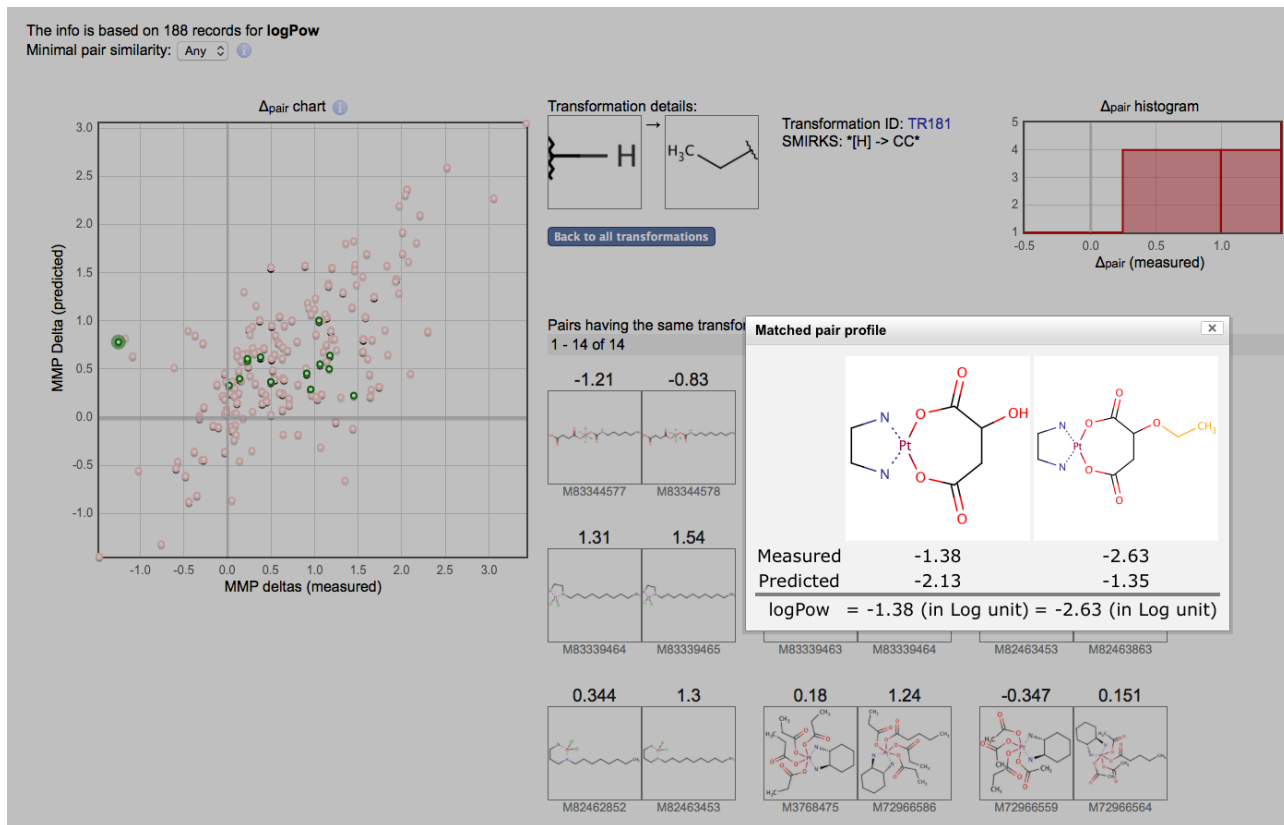 The info is based on 188 records for logPow
Minimal pair similarity: Any
Δpair chart
3.0
2.5
2.0
1.5
1.0
0.5
0.0
-0.5
-1.0
MMP Delta (predicted)
-1.0 -0.5 0.0 0.5 1.0 1.5 2.0 2.5 3.0
MMP deltas (measured)
Transformation details:
H → H₃C
Transformation ID: TR181
SMIRKS: *[H] -> CC*
Back to all transformations
Δpair histogram
5
4
3
2
1
-0.5 0.0 0.5 1.0
Δpair (measured)
Pairs having the same transfor
1 - 14 of 14
-1.21 -0.83
M83344577 M83344578
1.31 1.54
M83339464 M83339465 M83339463 M83339464 M82463453 M82463863
0.344 1.3 0.18 1.24 -0.347 0.151
M82462852 M82463453 M3768475 M72966586 M72966559 M72966564
Matched pair profile
x
N N Pt O O O O OH
N N Pt O O O O O CH₃
Measured -1.38 -2.63
Predicted -2.13 -1.35
logPow = -1.38 (in Log unit) = -2.63 (in Log unit)